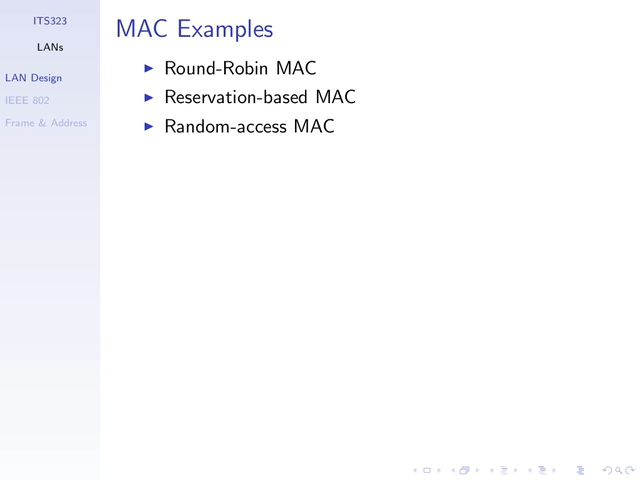 ITS323
LANs
LAN Design
IEEE 802
Frame & Address
MAC Examples
Round-Robin MAC
Reservation-based MAC
Random-access MAC